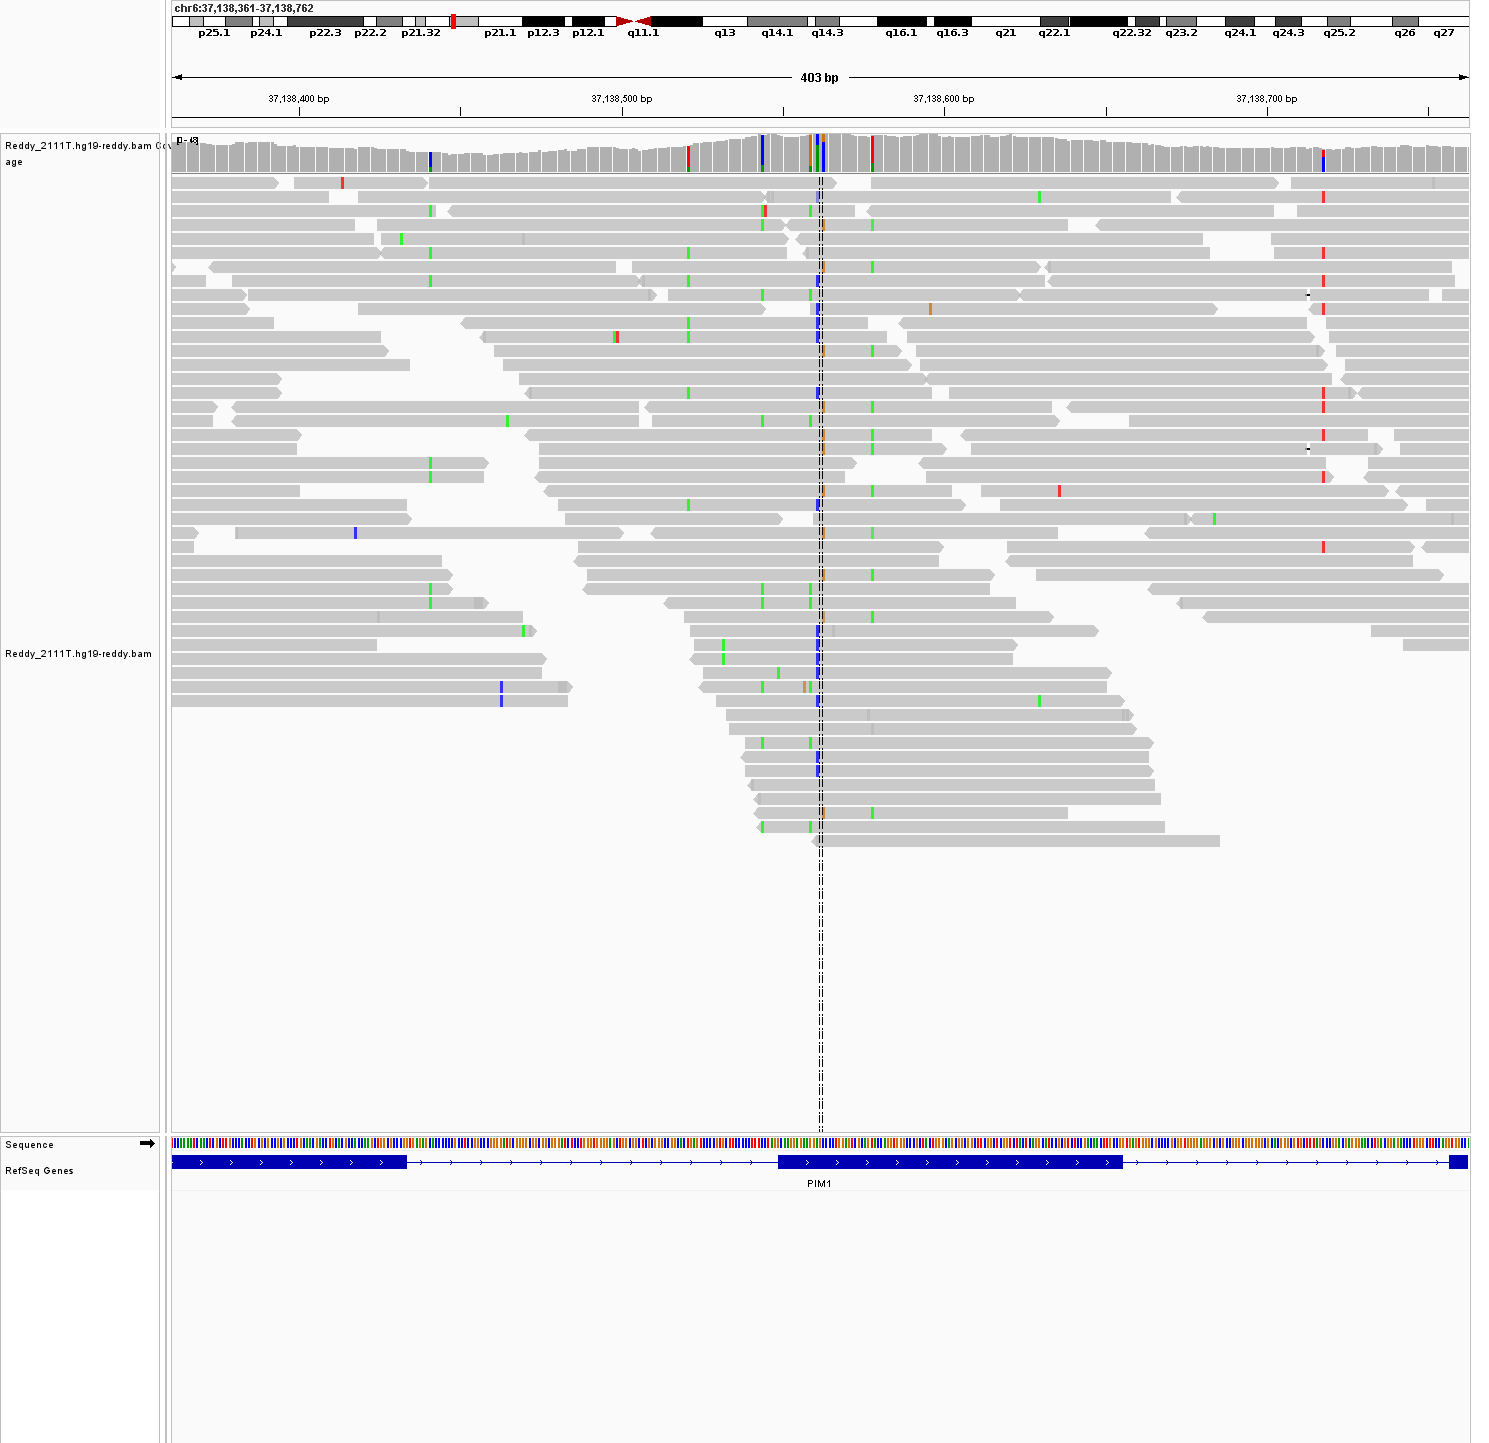 chr6:37,138,361-37,138,762
p25.1 p24.1 p22.3 p22.2 p21.32 p21.1 p12.3 p12.1 q11.1 q13 q14.1 q14.3 q16.1 q16.3 q21 q22.1 q22.32 q23.2 q24.1 q24.3 q25.2 q26 q27
403 bp
37,138,400 bp 37,138,500 bp 37,138,600 bp 37,138,700 bp
Reddy_2111T.hg19-reddy.bam Cov
age
Reddy_2111T.hg19-reddy.bam
Sequence
RefSeq Genes
PIM1